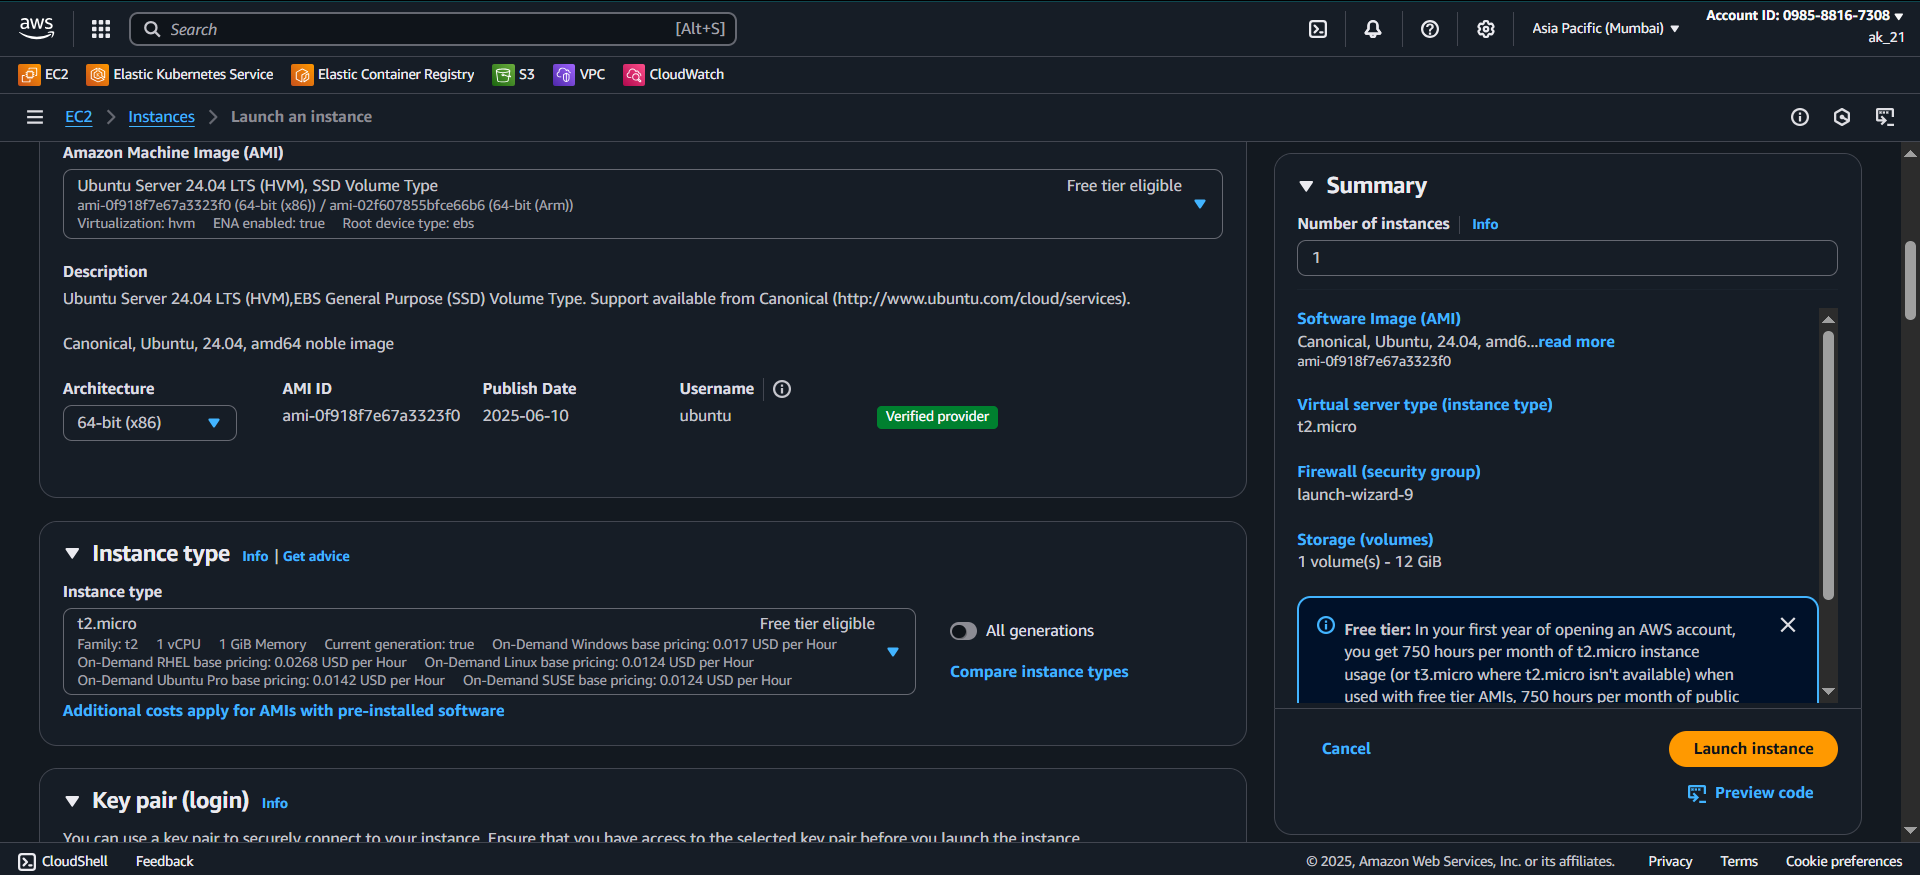 aws
Search [Alt+S]
Asia Pacific (Mumbai)
Account ID: 0985-8816-7308
ak_21
EC2 Elastic Kubernetes Service Elastic Container Registry S3 VPC CloudWatch
EC2 Instances Launch an instance
Amazon Machine Image (AMI)
Ubuntu Server 24.04 LTS (HVM), SSD Volume Type Free tier eligible
ami-0f918f7e67a3323f0 (64-bit (x86)) / ami-02f607855bfce66b6 (64-bit (Arm))
Virtualization: hvm ENA enabled: true Root device type: ebs
Description
Ubuntu Server 24.04 LTS (HVM),EBS General Purpose (SSD) Volume Type. Support available from Canonical (http://www.ubuntu.com/cloud/services).
Canonical, Ubuntu, 24.04, amd64 noble image
Architecture AMI ID Publish Date Username
64-bit (x86) ami-0f918f7e67a3323f0 2025-06-10 ubuntu Verified provider
Instance type Info | Get advice
Instance type
t2.micro Free tier eligible
Family: t2 1 vCPU 1 GiB Memory Current generation: true On-Demand Windows base pricing: 0.017 USD per Hour
On-Demand RHEL base pricing: 0.0268 USD per Hour On-Demand Linux base pricing: 0.0124 USD per Hour
On-Demand Ubuntu Pro base pricing: 0.0142 USD per Hour On-Demand SUSE base pricing: 0.0124 USD per Hour
All generations
Compare instance types
Additional costs apply for AMIs with pre-installed software
Key pair (login) Info
You can use a key pair to securely connect to your instance. Ensure that you have access to the selected key pair before you launch the instance.
Summary
Number of instances Info
1
Software Image (AMI)
Canonical, Ubuntu, 24.04, amd6...read more
ami-0f918f7e67a3323f0
Virtual server type (instance type)
t2.micro
Firewall (security group)
launch-wizard-9
Storage (volumes)
1 volume(s) - 12 GiB
Free tier: In your first year of opening an AWS account,
you get 750 hours per month of t2.micro instance
usage (or t3.micro where t2.micro isn't available) when
used with free tier AMIs, 750 hours per month of public
Cancel Launch instance
Preview code
CloudShell Feedback © 2025, Amazon Web Services, Inc. or its affiliates. Privacy Terms Cookie preferences